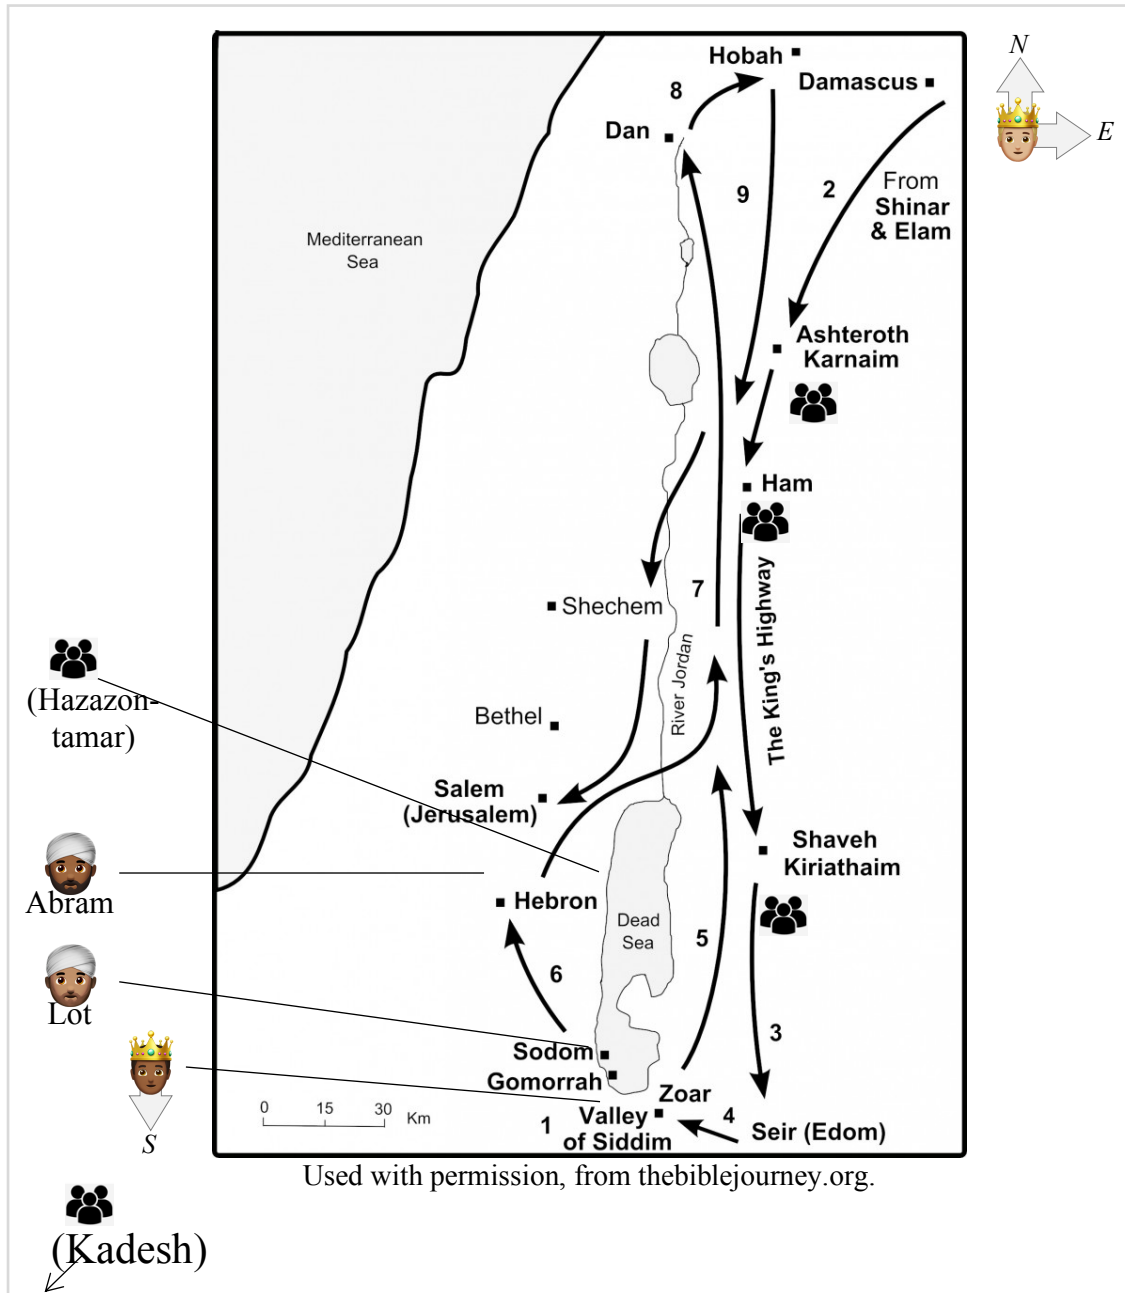 N
Hobah
Damascus
E
8
Dan
9
2
From
Shinar
& Elam
Mediterranean
Sea
Ashteroth
Karnaim
Ham
7
Shechem
River Jordan
The King's Highway
(Hazazon-
tamar)
Bethel
Salem
(Jerusalem)
Shaveh
Kiriathaim
Abram
Hebron
Dead
Sea
5
6
Lot
3
Sodom
Gomorrah
Zoar
0 15 30 Km
1
Valley
of Siddim
4
Seir (Edom)
S
Used with permission, from thebiblejourney.org.
(Kadesh)